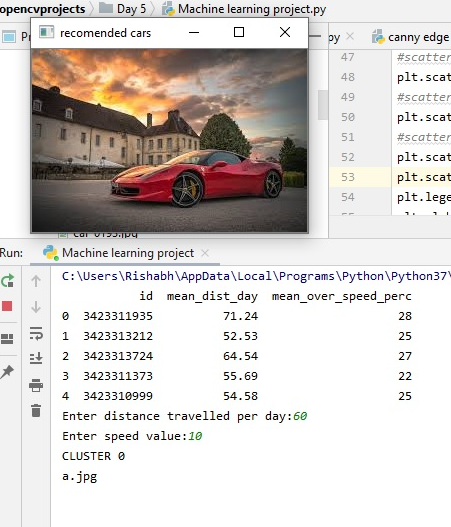 opencvprojects
Day 5
Machine learning project.py
recomended cars
py
canny edge
47 #scatter
48 plt.scat
49 #scatter
50 plt.scat
51 #scatter
52 plt.scat
53 plt.scat
54 plt.lege
Run: Machine learning project
C:\Users\Rishabh\AppData\Local\Programs\Python\Python37\
id mean_dist_day mean_over_speed_perc
0 3423311935 71.24 28
1 3423313212 52.53 25
2 3423313724 64.54 27
3 3423311373 55.69 22
4 3423310999 54.58 25
Enter distance travelled per day:60
Enter speed value:10
CLUSTER 0
a.jpg